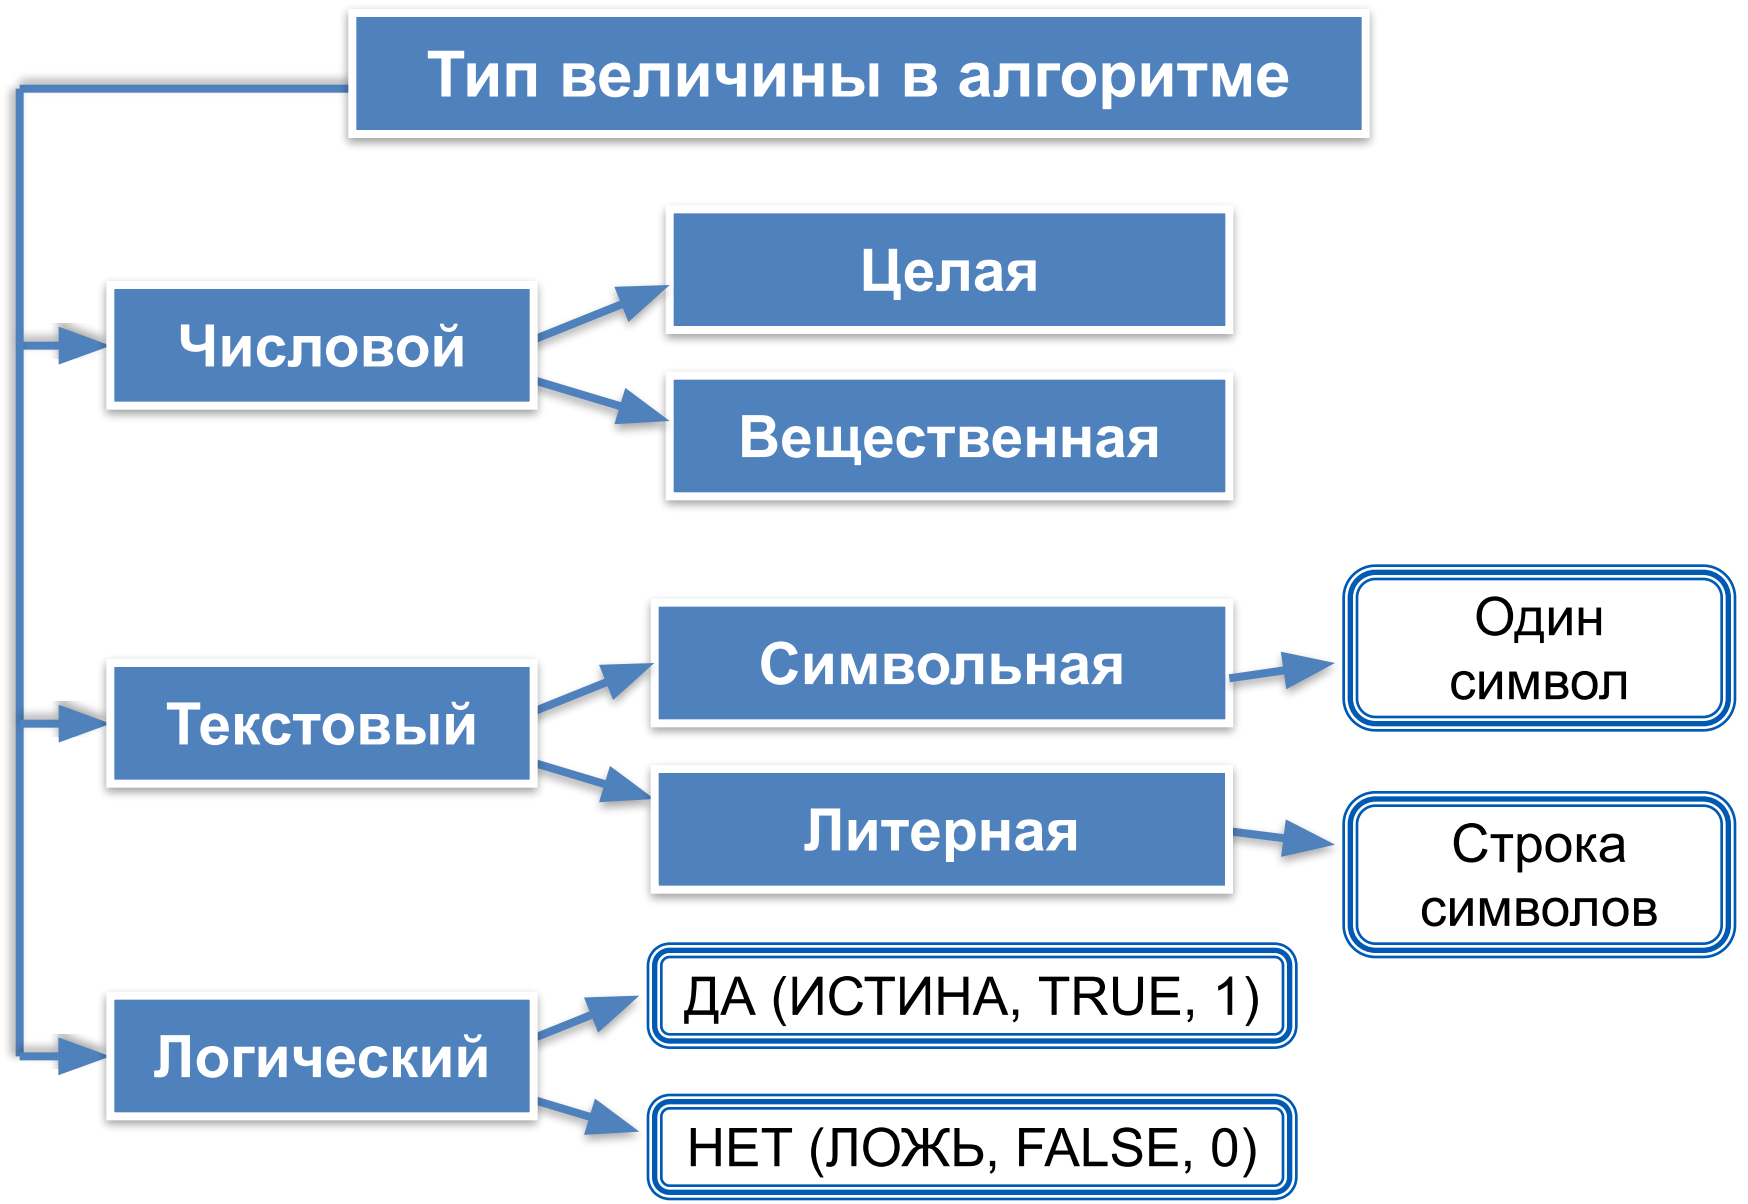 Тип величины в алгоритме
Числовой
Целая
Вещественная
Текстовый
Символьная
Один
символ
Литерная
Строка
символов
Логический
ДА (ИСТИНА, TRUE, 1)
НЕТ (ЛОЖЬ, FALSE, 0)